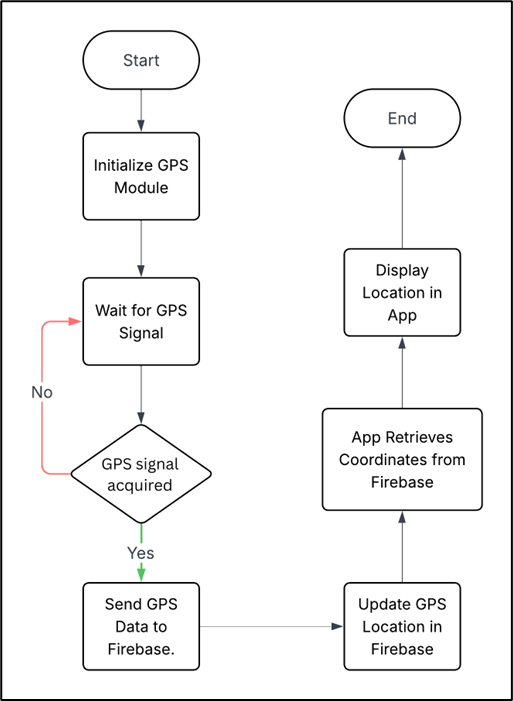 Start
Initialize GPS
Module
Wait for GPS
Signal
No
GPS signal
acquired
Yes
Send GPS
Data to
Firebase.
Update GPS
Location in
Firebase
App Retrieves
Coordinates from
Firebase
Display
Location in
App
End